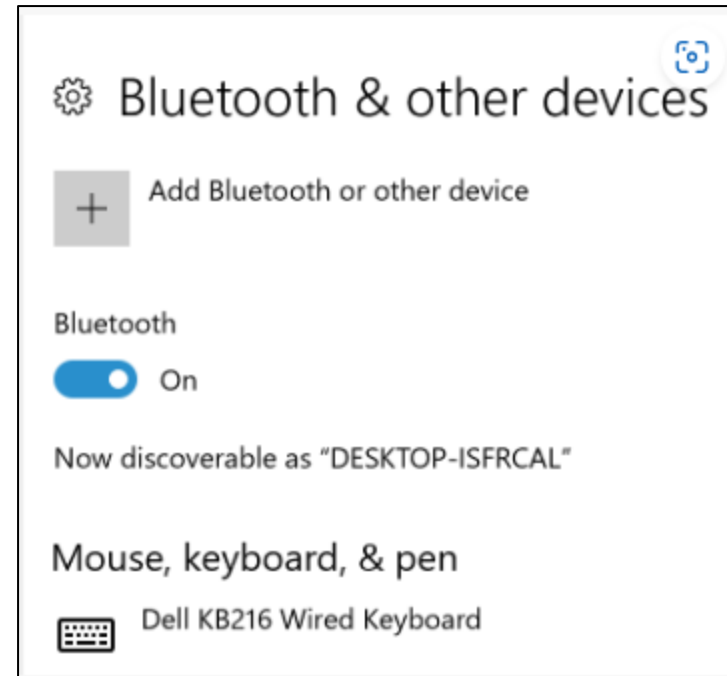 Bluetooth & other devices
Add Bluetooth or other device
Bluetooth
On
Now discoverable as “DESKTOP-ISFRCAL”
Mouse, keyboard, & pen
Dell KB216 Wired Keyboard